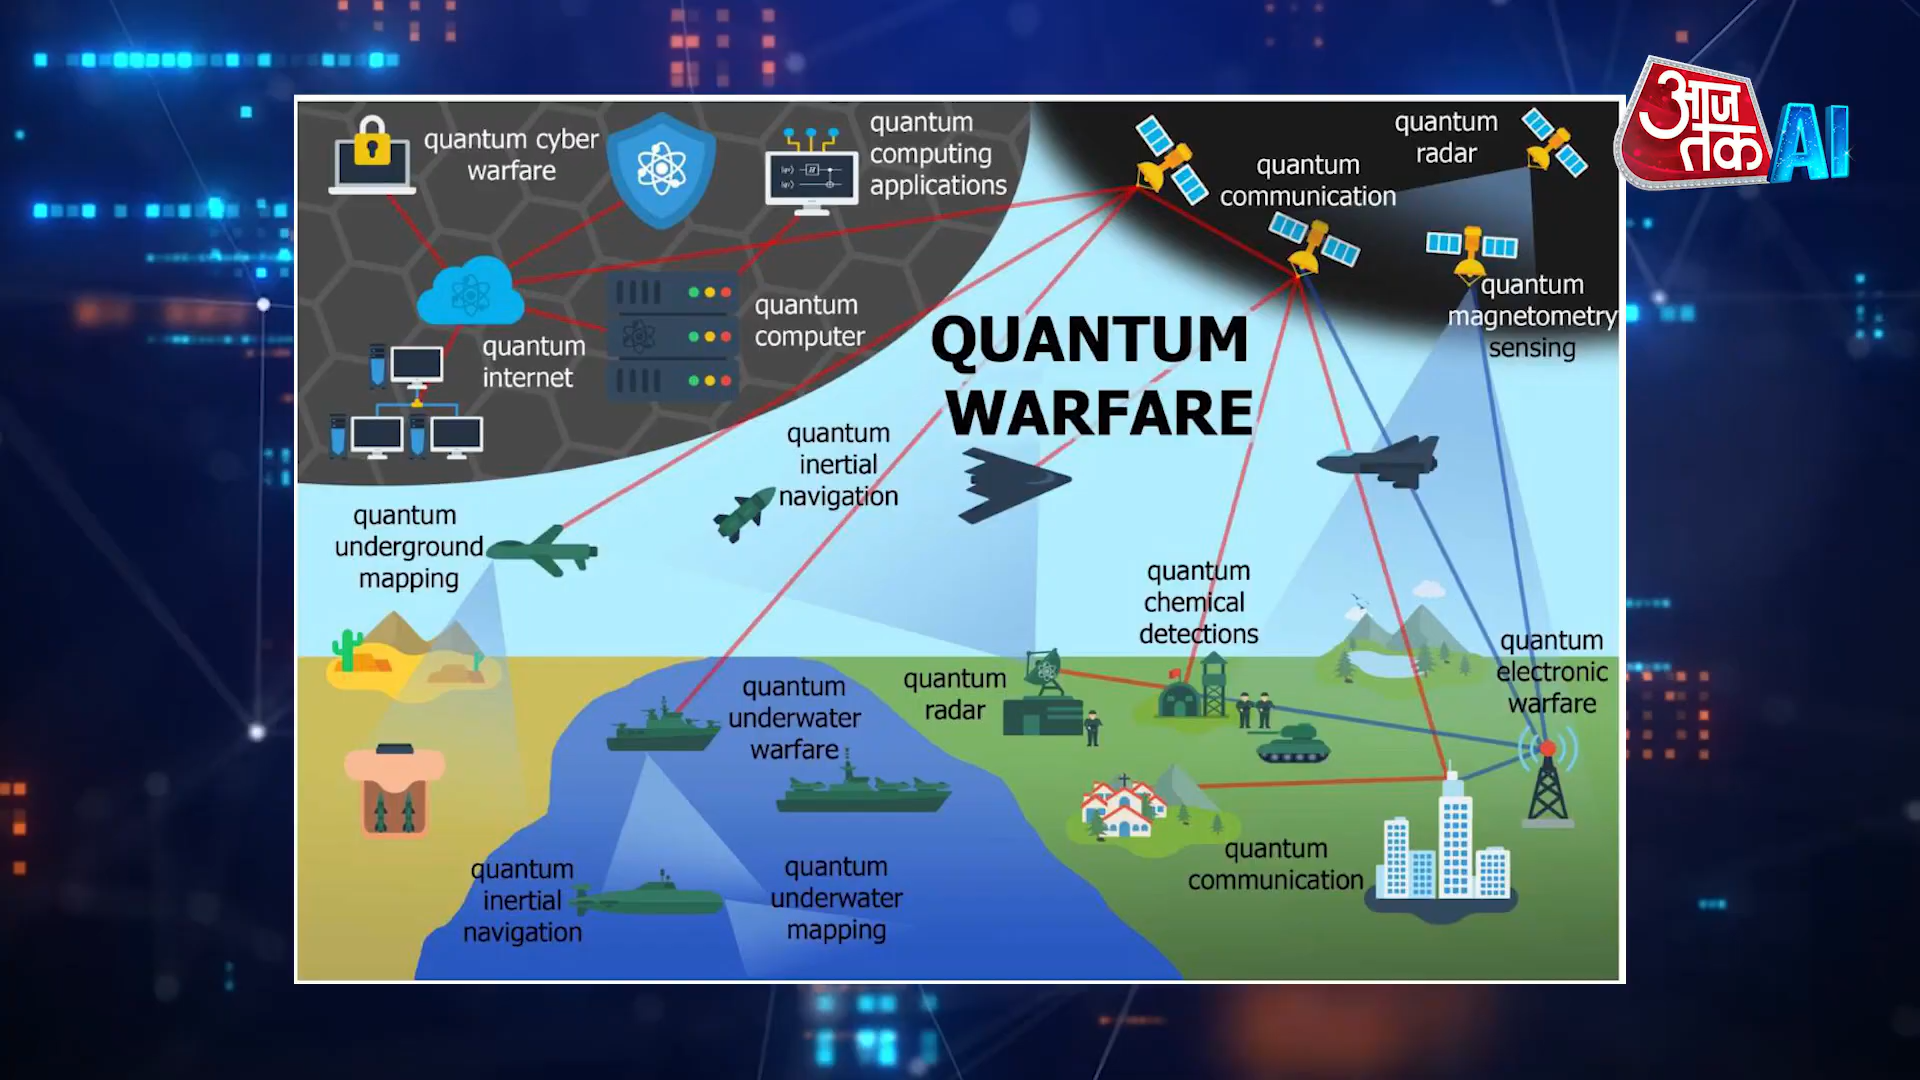 quantum cyber
warfare
quantum
computing
applications
quantum
communication
quantum
radar
आज
तक
AI
quantum
internet
quantum
computer
QUANTUM
WARFARE
quantum
magnetometry
sensing
quantum
inertial
navigation
quantum
underground
mapping
quantum
chemical
detections
quantum
electronic
warfare
quantum
underwater
warfare
quantum
radar
quantum
inertial
navigation
quantum
underwater
mapping
quantum
communication